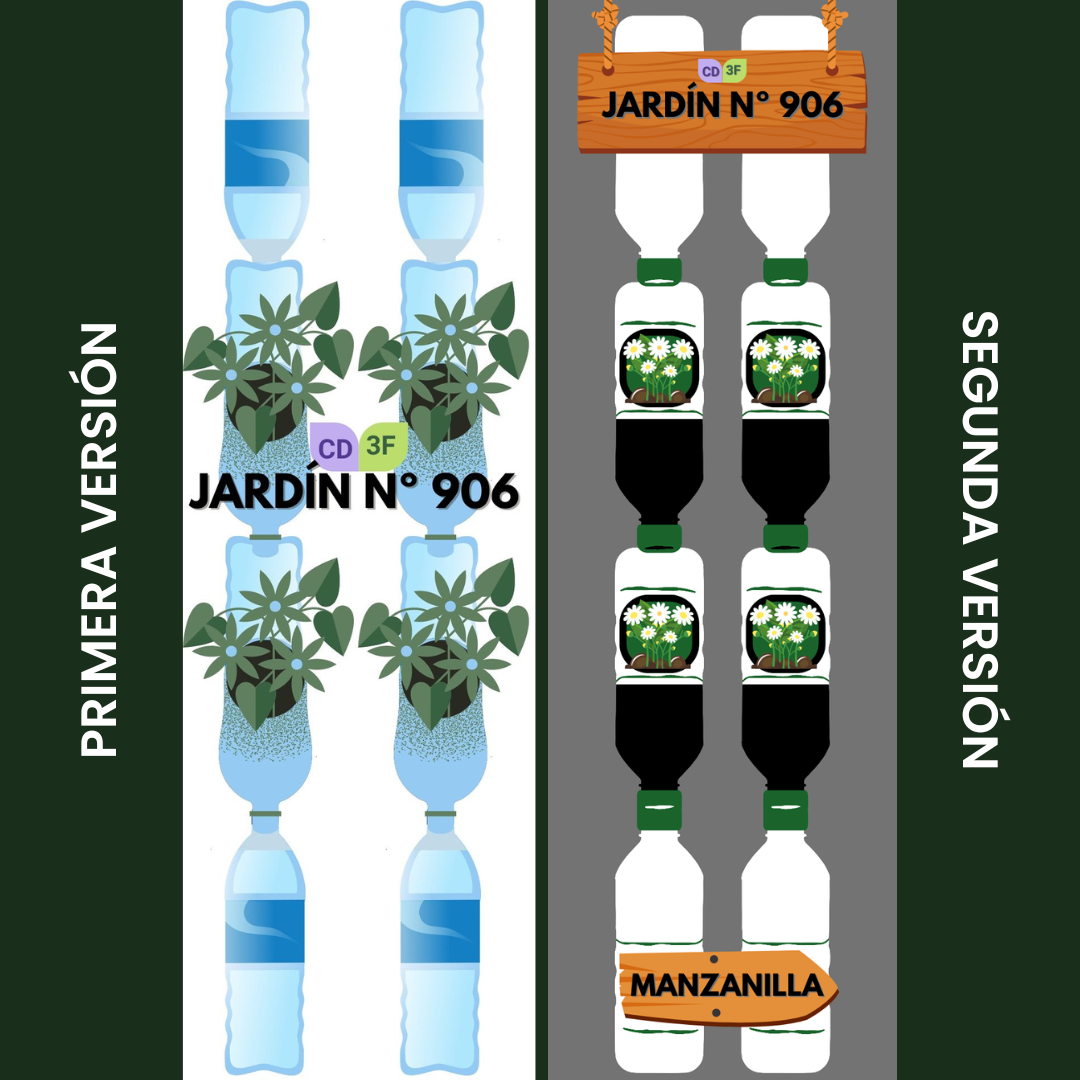 PRIMERA VERSIÓN
CD 3F
JARDÍN N° 906
CD 3F
JARDÍN N° 906
MANZANILLA
SEGUNDA VERSIÓN